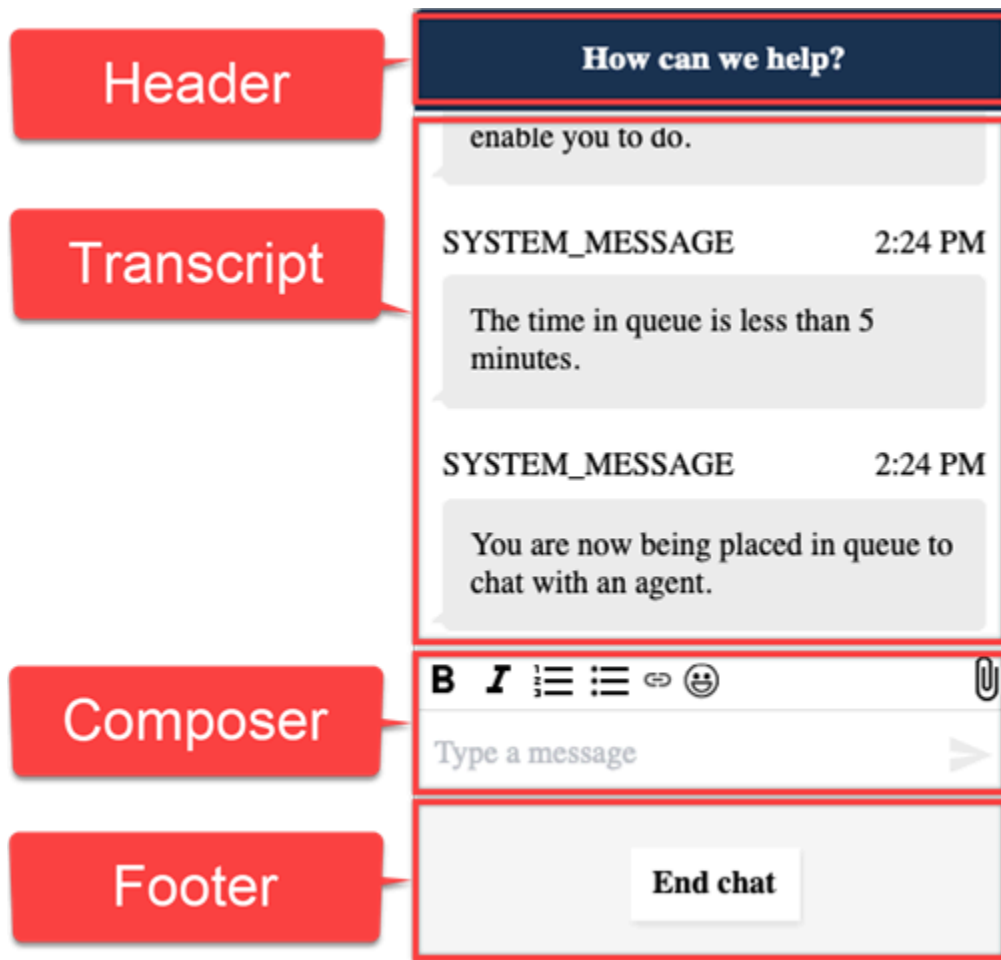 Header
How can we help?
enable you to do.
Transcript
SYSTEM_MESSAGE 2:24 PM
The time in queue is less than 5
minutes.
SYSTEM_MESSAGE 2:24 PM
You are now being placed in queue to
chat with an agent.
Composer
B I
Type a message
Footer
End chat